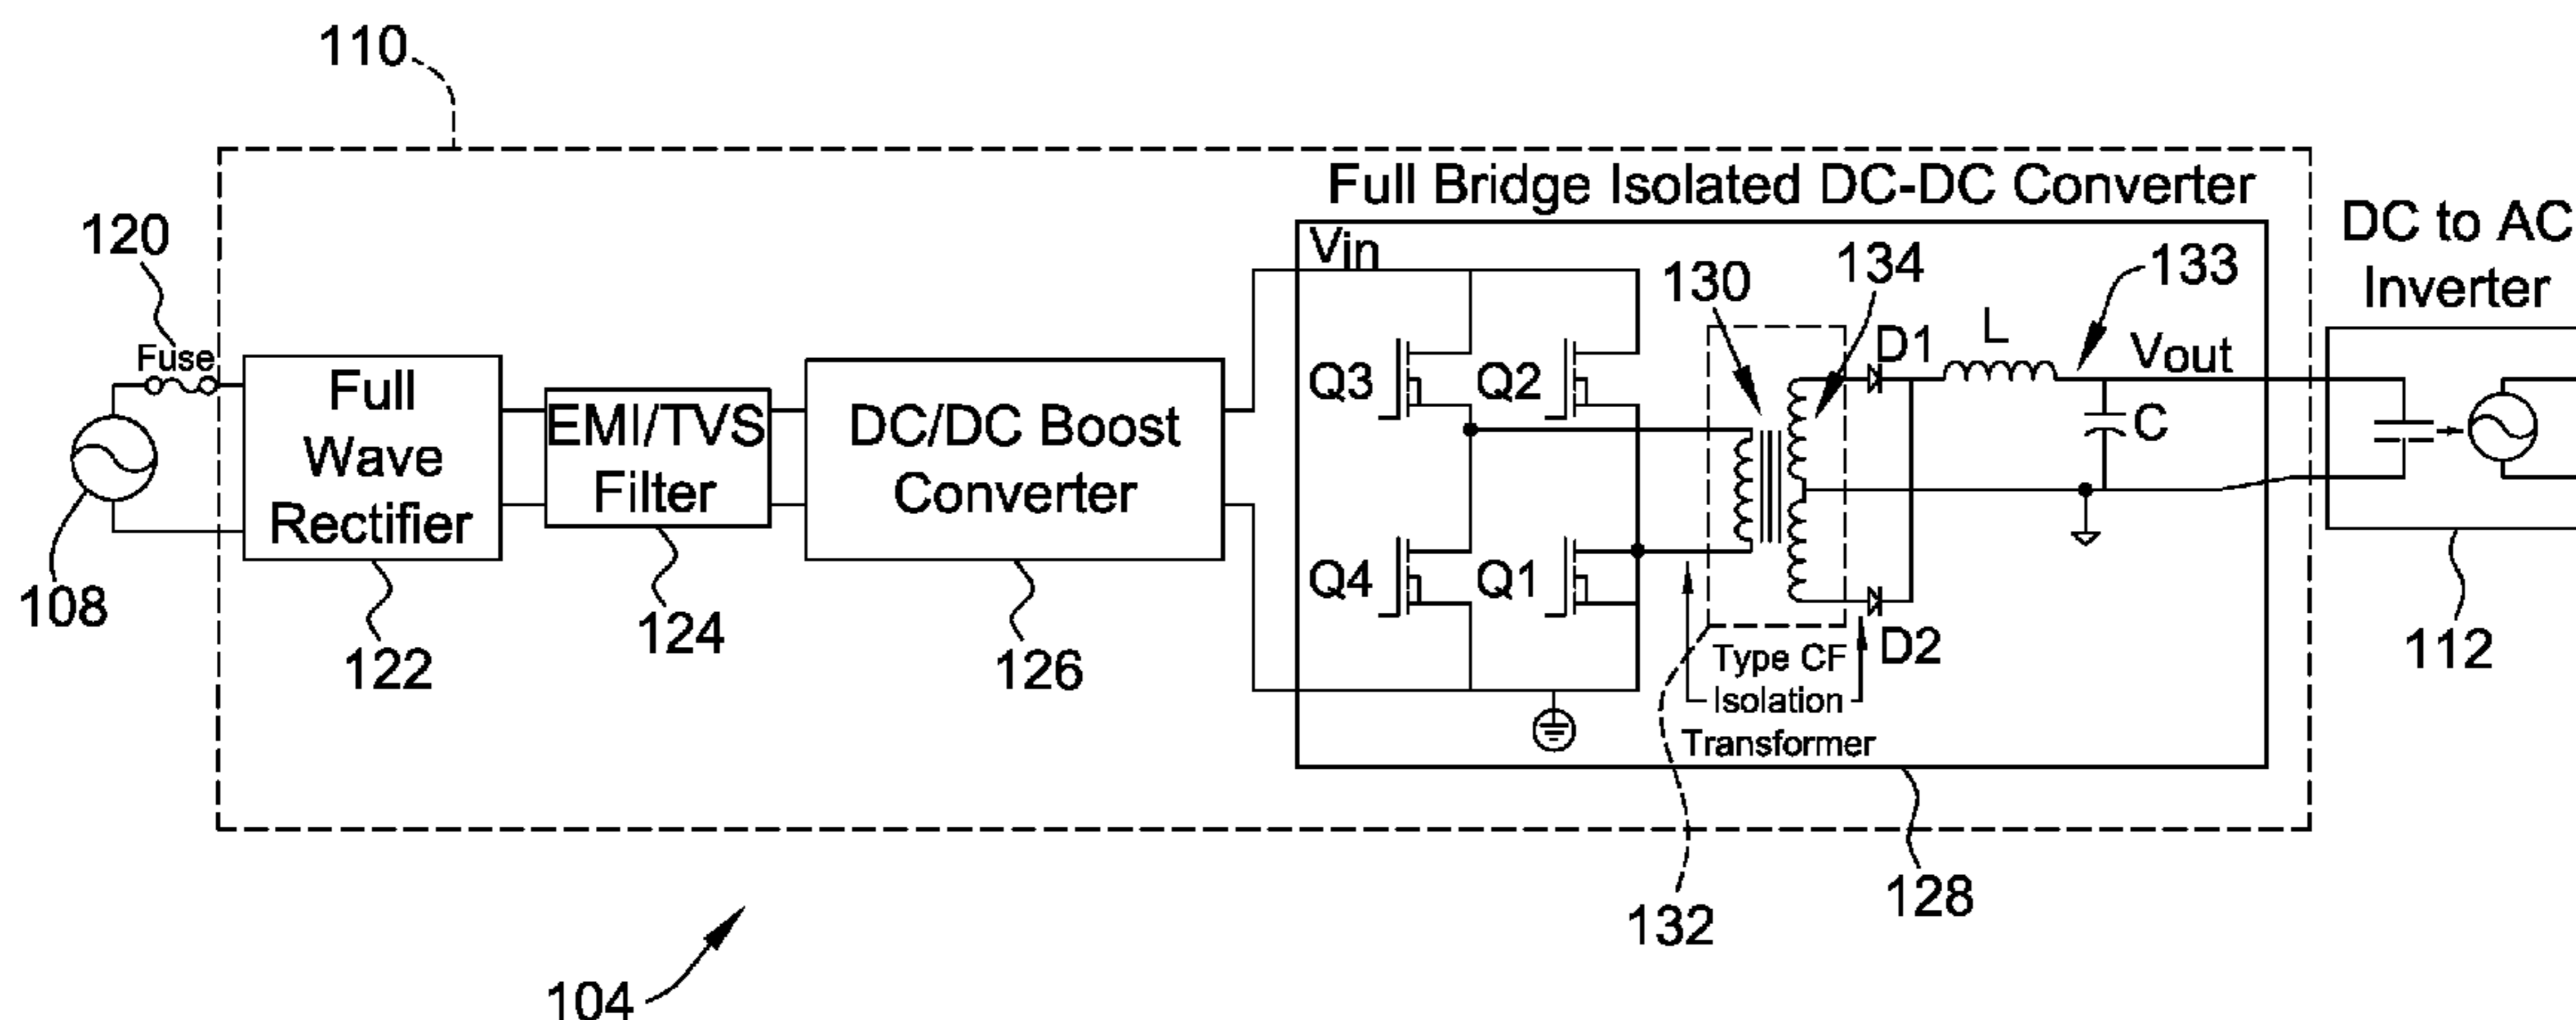 110
Full Bridge Isolated DC-DC Converter
DC to AC
Inverter
120
Vin
130
134
133
Fuse
Full
Wave
Rectifier
EMI/TVS
Filter
DC/DC Boost
Converter
Q3
Q2
D1
L
Vout
C
108
Q4
Q1
D2
122
124
126
Type CF
Isolation
Transformer
112
132
128
104